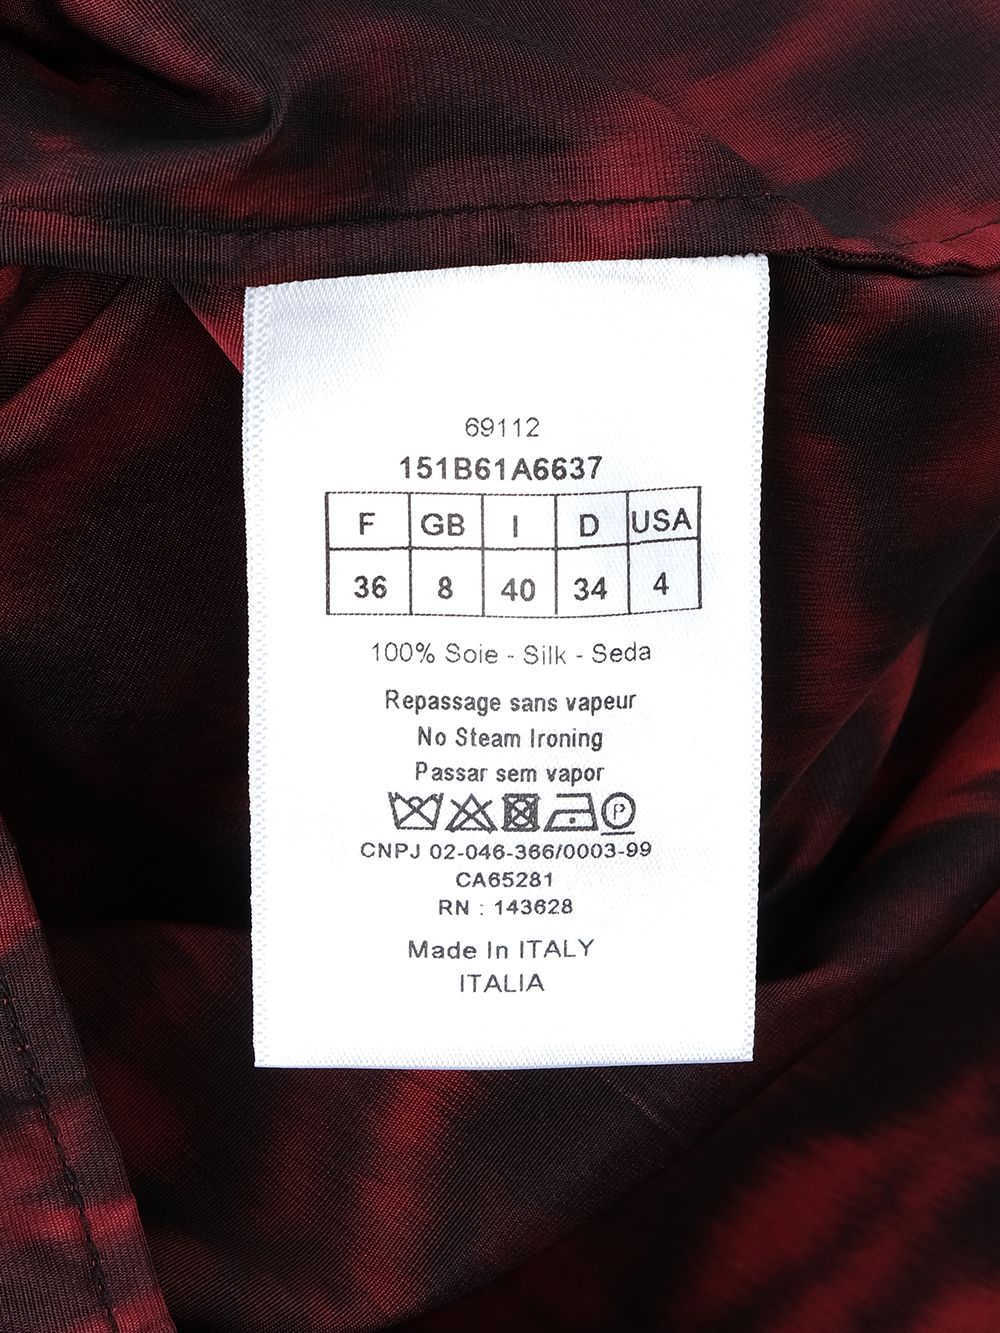 69112
151B61A6637
F GB I D USA
36 8 40 34 4
100% Soie - Silk - Seda
Repassage sans vapeur
No Steam Ironing
Passar sem vapor
P
CNPJ 02-046-366/0003-99
CA65281
RN : 143628
Made In ITALY
ITALIA